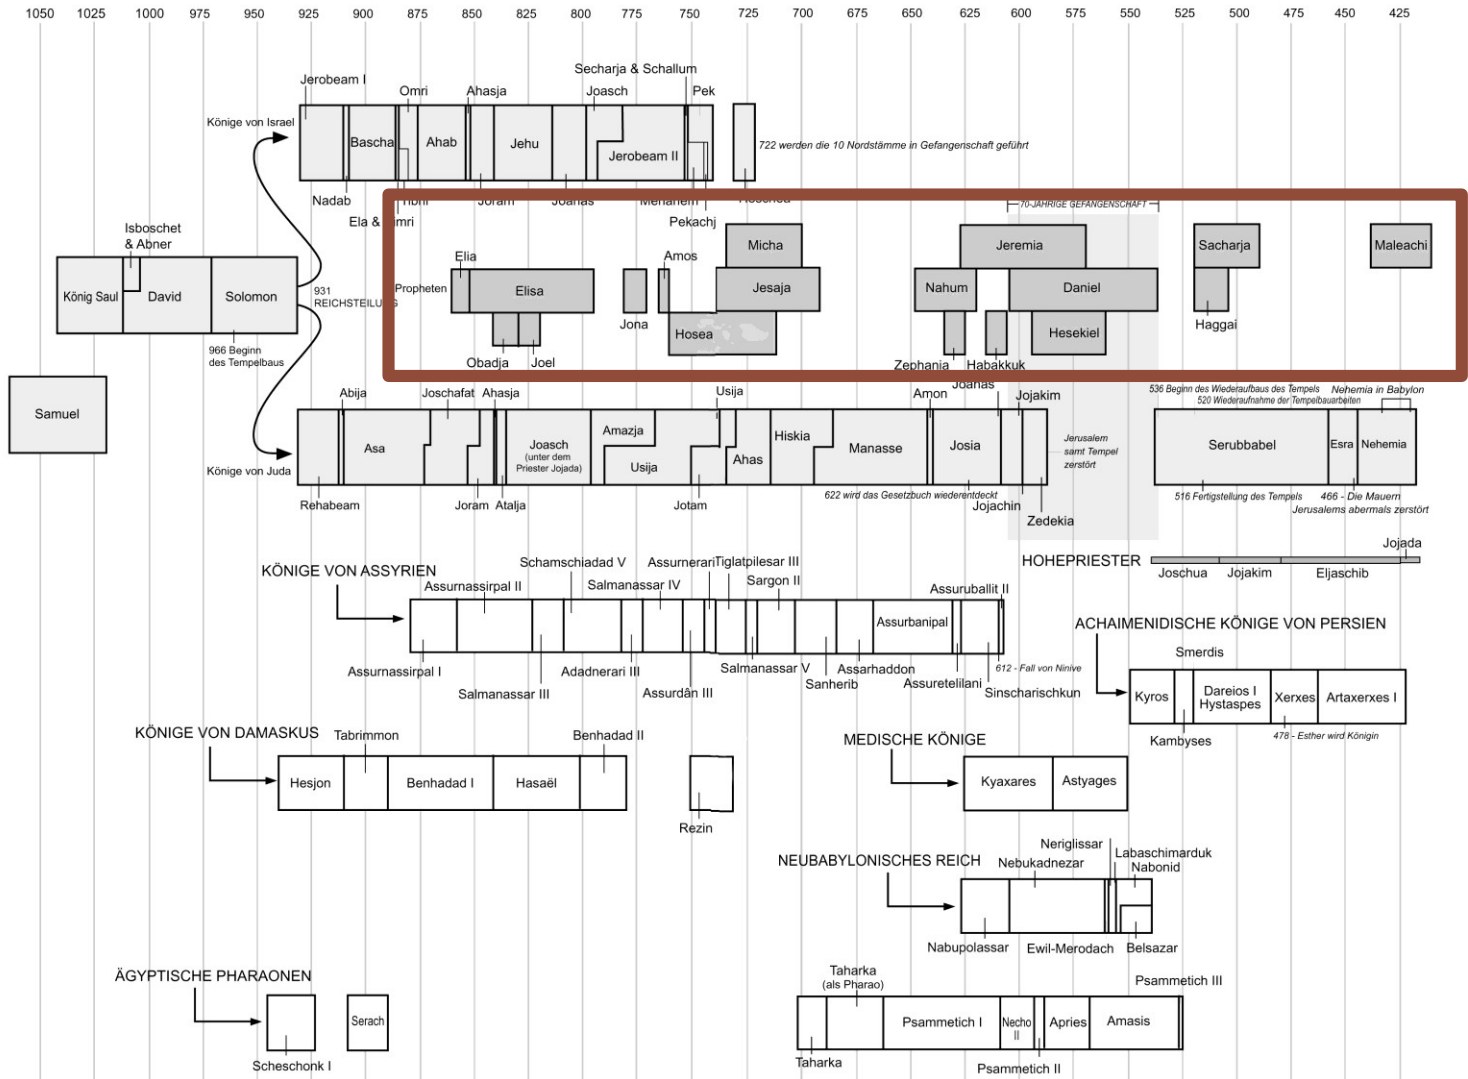 1050 1025 1000 975 950 925 900 875 850 825 800 775 750 725 700 675 650 625 600 575 550 525 500 475 450 425
Secharja & Schallum
Jerobeam I
Omri
Ahasja
Joasch
Pek
Könige von Israel
Bascha
Ahab
Jehu
Jerobeam II
722 werden die 10 Nordstämme in Gefangenschaft geführt
Nadab
Joram
Ela &
Pekachj
70-JÄHRIGE GEFANGENSCHAFT
Isboschet
& Abner
König Saul
David
Solomon
931
REICHSTEILUNG
966 Beginn
des Tempelbaus
Samuel
Propheten
Elia
Elisa
Obadja
Joel
Jona
Amos
Micha
Jesaja
Hosea
Jeremia
Nahum
Daniel
Hesekiel
Zephania
Habakkuk
Sacharja
Haggai
Maleachi
Abija
Joschafat
Ahasja
Usija
Amon
Joahas
Jojakim
536 Beginn des Wiederaufbaus des Tempels
Nehemia in Babylon
520 Wiederaufnahme der Tempelbauarbeiten
Könige von Juda
Asa
Joasch
(unter dem
Priester Jojada)
Amazja
Usija
Ahas
Hiskia
Manasse
Josia
Jerusalem
samt Tempel
zerstört
Serubbabel
Esra
Nehemia
Rehabeam
Joram
Atalja
Jotam
622 wird das Gesetzbuch wiederentdeckt
Jojachin
Zedekia
516 Fertigstellung des Tempels
466 - Die Mauern
Jerusalems abermals zerstört
HOHEPRIESTER
Joschua
Jojakim
Eljaschib
Jojada
KÖNIGE VON ASSYRIEN
Assurnassirpal II
Schamschiadad V
Salmanassar IV
Assurnerari
Tiglatpilesar III
Sargon II
Assurbanipal
Assuruballit II
Assurnassirpal I
Salmanassar III
Adadnerari III
Assurdân III
Salmanassar V
Sanherib
Assarhaddon
Assuretelilani
612 - Fall von Ninive
Sinscharischkun
ACHAIMENIDISCHE KÖNIGE VON PERSIEN
Smerdis
Kyros
Dareios I
Hystaspes
Xerxes
Artaxerxes I
Kambyses
478 - Esther wird Königin
KÖNIGE VON DAMASKUS
Tabrimmon
Benhadad II
Hesjon
Benhadad I
Hasaël
Rezin
MEDISCHE KÖNIGE
Kyaxares
Astyages
NEUBABYLONISCHES REICH
Nebukadnezar
Neriglissar
Labaschimarduk
Nabonid
Nabupolassar
Ewil-Merodach
Belsazar
ÄGYPTISCHE PHARAONEN
Serach
Scheschonk I
Taharka
(als Pharao)
Psammetich I
Necho
II
Apries
Amasis
Psammetich III
Taharka
Psammetich II